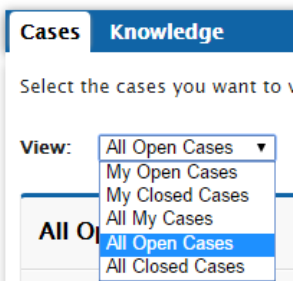 Cases Knowledge
Select the cases you want to
View: All Open Cases
My Open Cases
My Closed Cases
All My Cases
All Open Cases
All Closed Cases
All